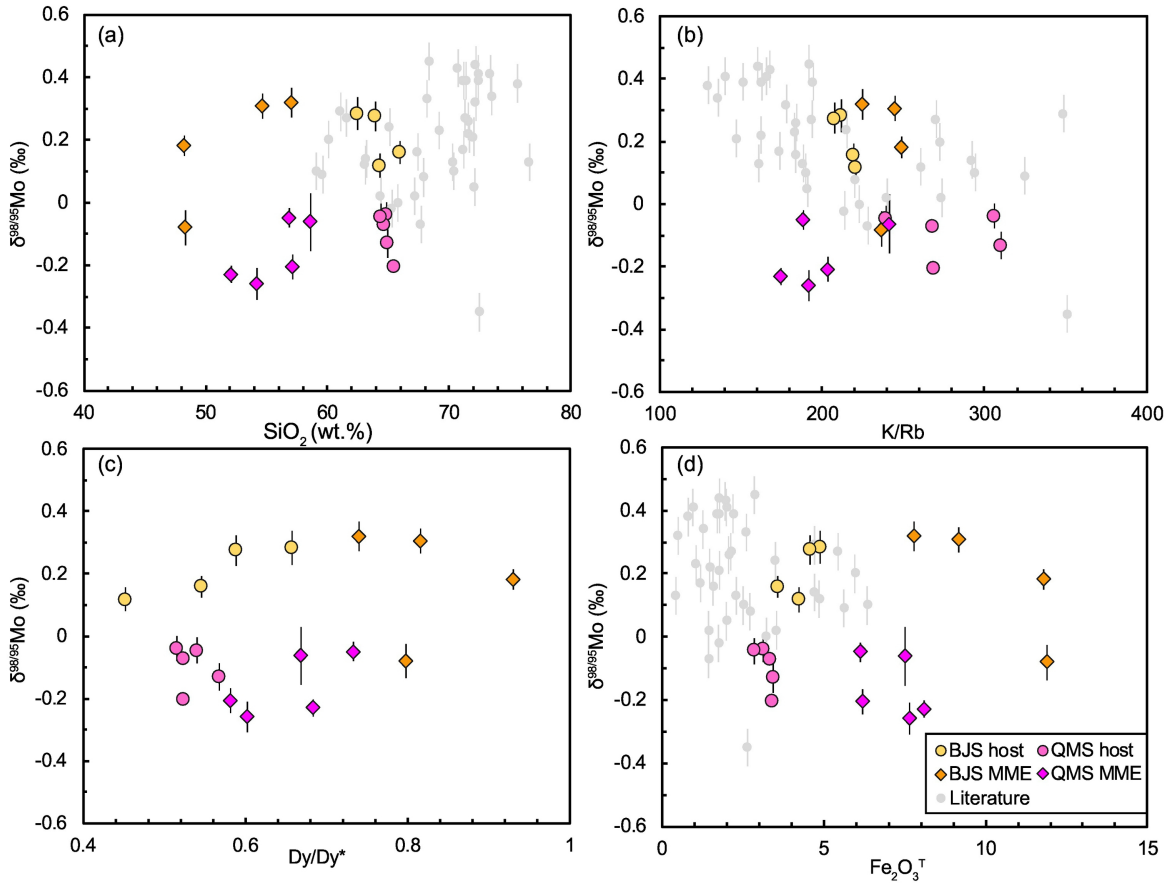 (a)
0.6
0.4
0.2
0
-0.2
-0.4
-0.6
δ98/95Mo (‰)
40 50 60 70 80
SiO2 (wt.%)
(b)
0.6
0.4
0.2
0
-0.2
-0.4
-0.6
δ98/95Mo (‰)
100 200 300 400
K/Rb
(c)
0.6
0.4
0.2
0
-0.2
-0.4
-0.6
δ98/95Mo (‰)
0.4 0.6 0.8 1
Dy/Dy*
(d)
0.6
0.4
0.2
0
-0.2
-0.4
-0.6
δ98/95Mo (‰)
0 5 10 15
Fe2O3T
BJS host QMS host
BJS MME QMS MME
Literature